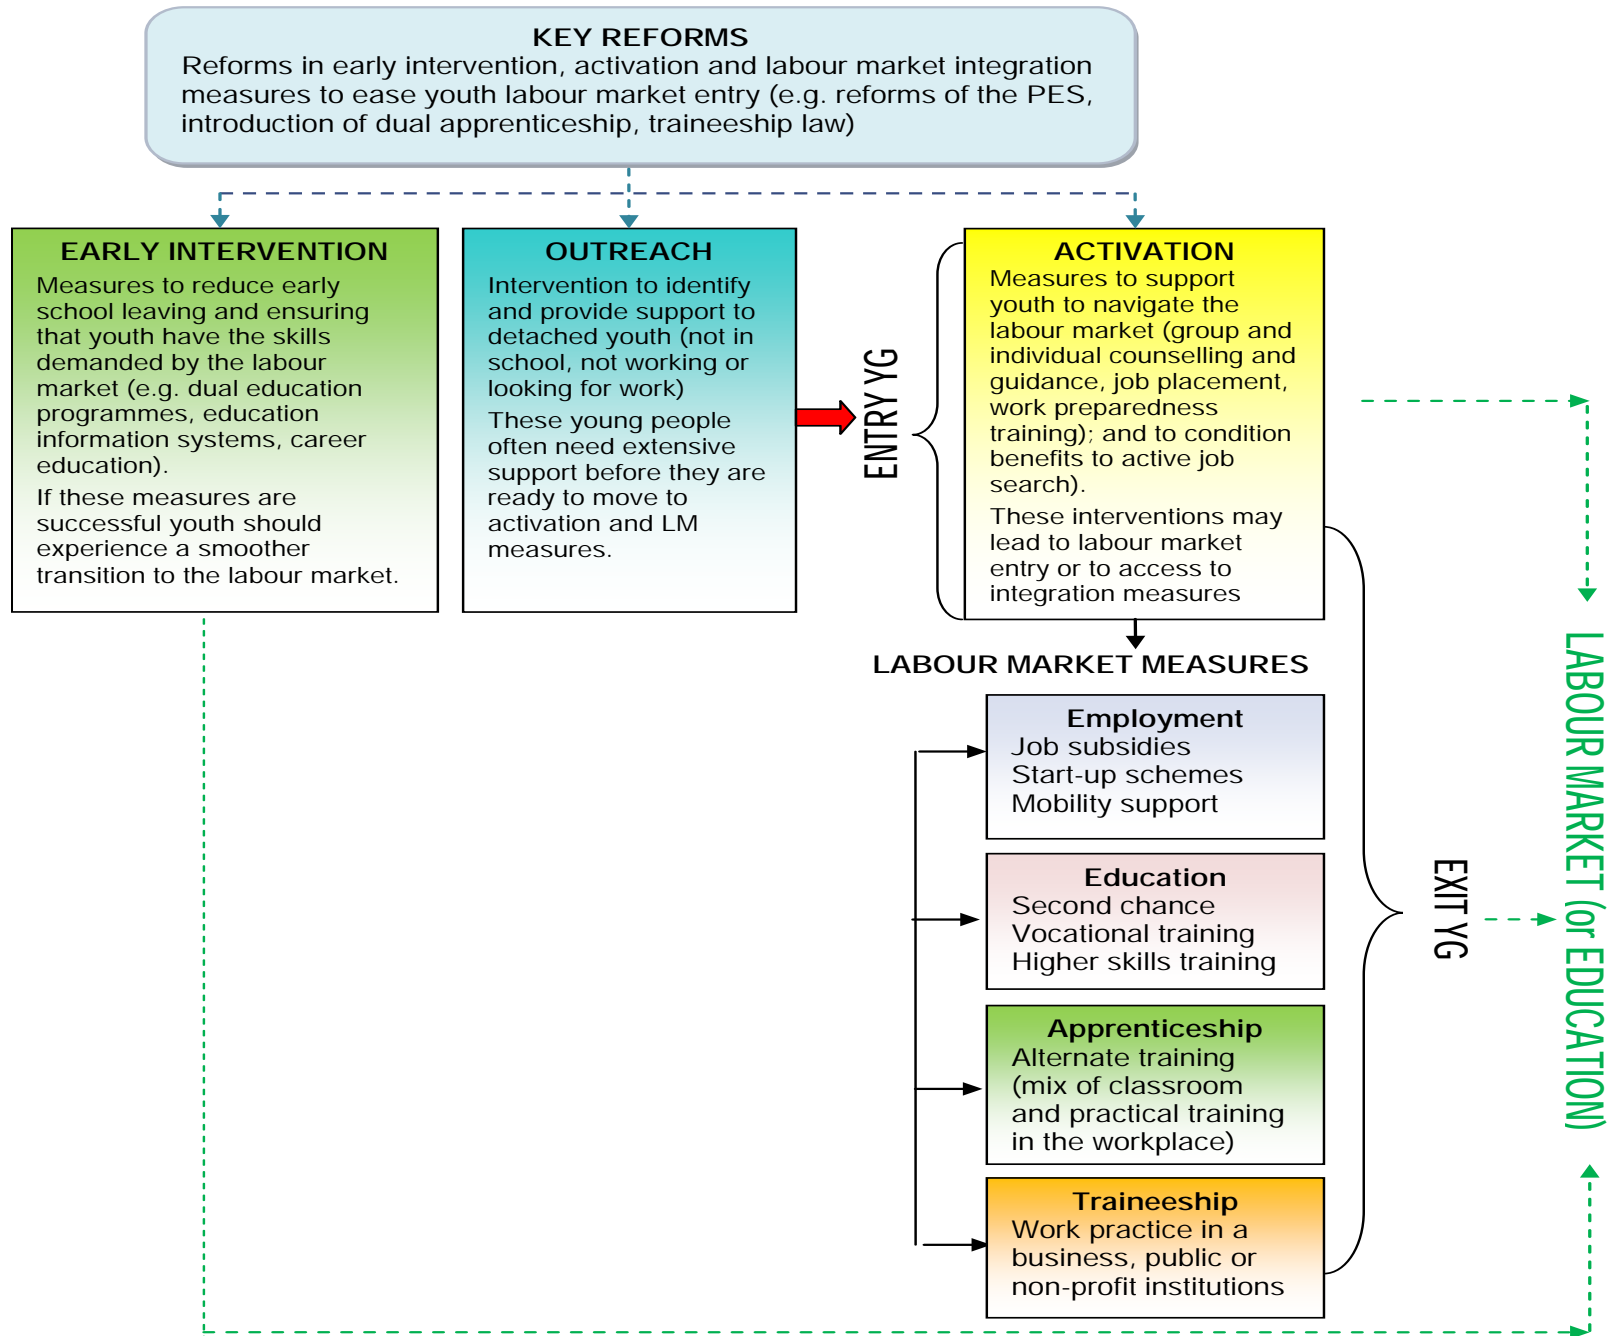 KEY REFORMS
Reforms in early intervention, activation and labour market integration
measures to ease youth labour market entry (e.g. reforms of the PES,
introduction of dual apprenticeship, traineeship law)
EARLY INTERVENTION
Measures to reduce early
school leaving and ensuring
that youth have the skills
demanded by the labour
market (e.g. dual education
programmes, education
information systems, career
education).
If these measures are
successful youth should
experience a smoother
transition to the labour market.
OUTREACH
Intervention to identify
and provide support to
detached youth (not in
school, not working or
looking for work)
These young people
often need extensive
support before they are
ready to move to
activation and LM
measures.
ENTRY YG
ACTIVATION
Measures to support
youth to navigate the
labour market (group and
individual counselling and
guidance, job placement,
work preparedness
training); and to condition
benefits to active job
search).
These interventions may
lead to labour market
entry or to access to
integration measures
LABOUR MARKET MEASURES
Employment
Job subsidies
Start-up schemes
Mobility support
Education
Second chance
Vocational training
Higher skills training
Apprenticeship
Alternate training
(mix of classroom
and practical training
in the workplace)
Traineeship
Work practice in a
business, public or
non-profit institutions
EXIT YG
LABOUR MARKET (or EDUCATION)